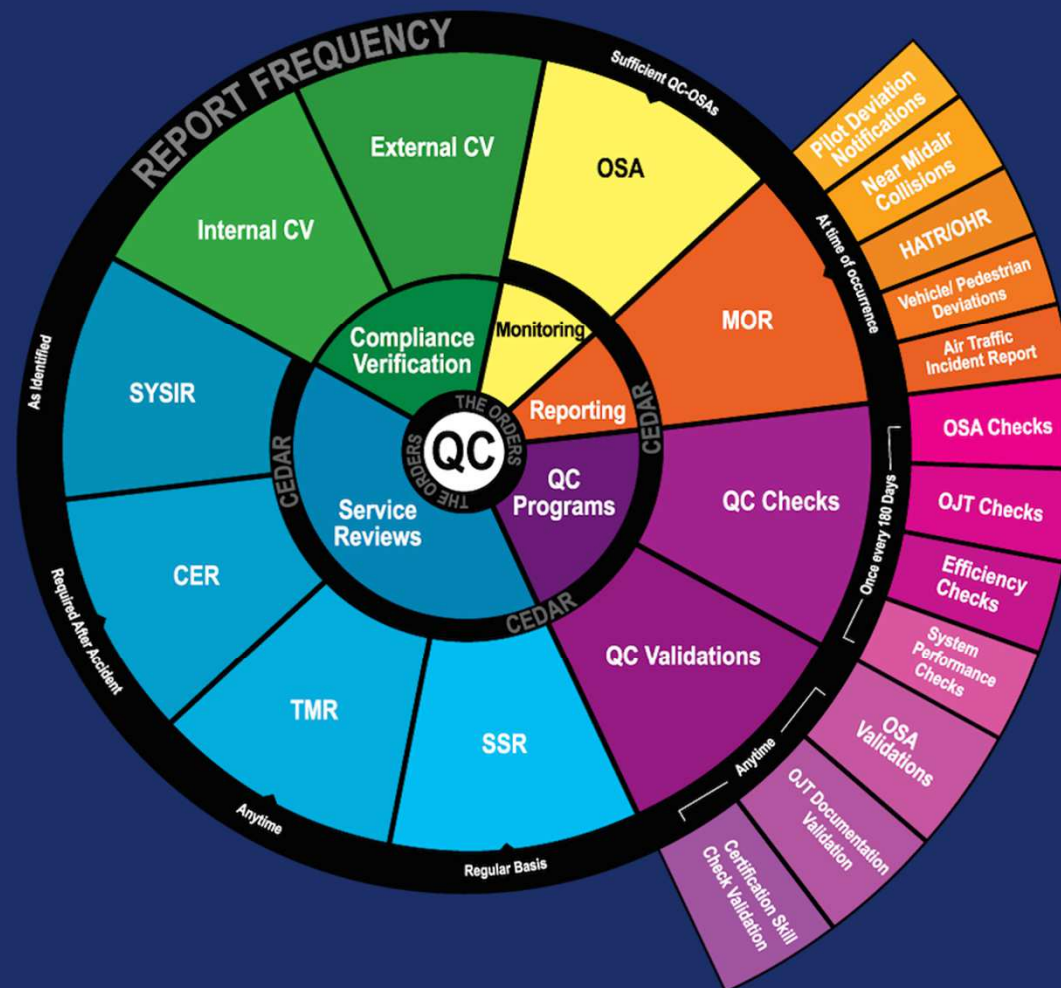 REPORT FREQUENCY
Sufficient QC-OSAs
At time of occurrence
Once every 180 Days
Anytime
Regular Basis
Anytime
Required After Accident
As Identified
External CV
Internal CV
OSA
MOR
QC Checks
QC Validations
SSR
TMR
CER
SYSIR
Compliance
Verification
Monitoring
Reporting
QC
Programs
Service
Reviews
CEDAR
CEDAR
CEDAR
THE ORDERS
THE ORDERS
QC
Pilot Deviation
Notifications
Near Midair
Collisions
HATR/OHR
Vehicle/ Pedestrian
Deviations
Air Traffic
Incident Report
OSA Checks
OJT Checks
Efficiency
Checks
System
Performance
Checks
OSA
Validations
OJT Documentation
Validation
Certification Skill
Check Validation